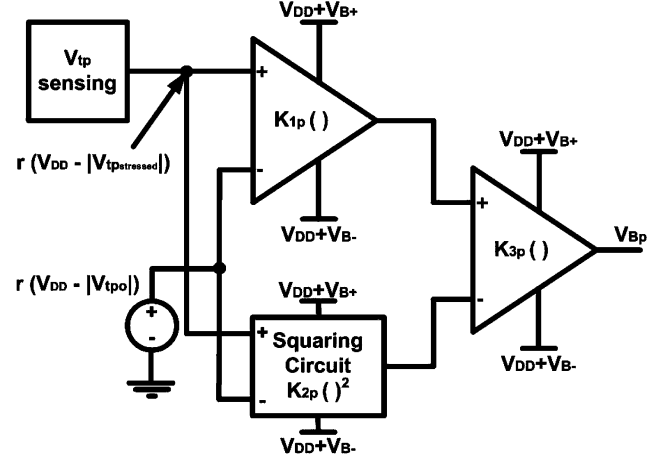 VDD+VB+
Vtp
sensing
+
K1p ( )
-
VDD+VB-
r (VDD - |Vtpstressed|)
VDD+VB+
+
K3p ( )
-
VBp
VDD+VB-
r (VDD - |Vtpo|)
+
-
VDD+VB+
+
Squaring
Circuit
K2p ( )²
-
VDD+VB-